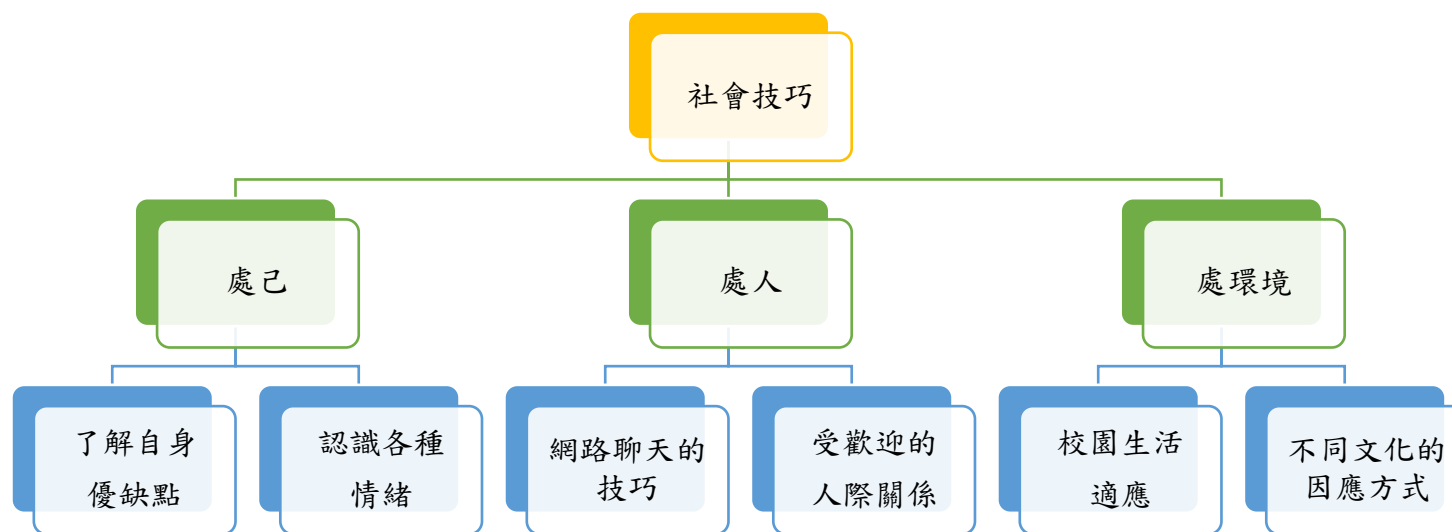 社會技巧
處己
處人
處環境
了解自身
優缺點
認識各種
情緒
網路聊天的
技巧
受歡迎的
人際關係
校園生活
適應
不同文化的
因應方式